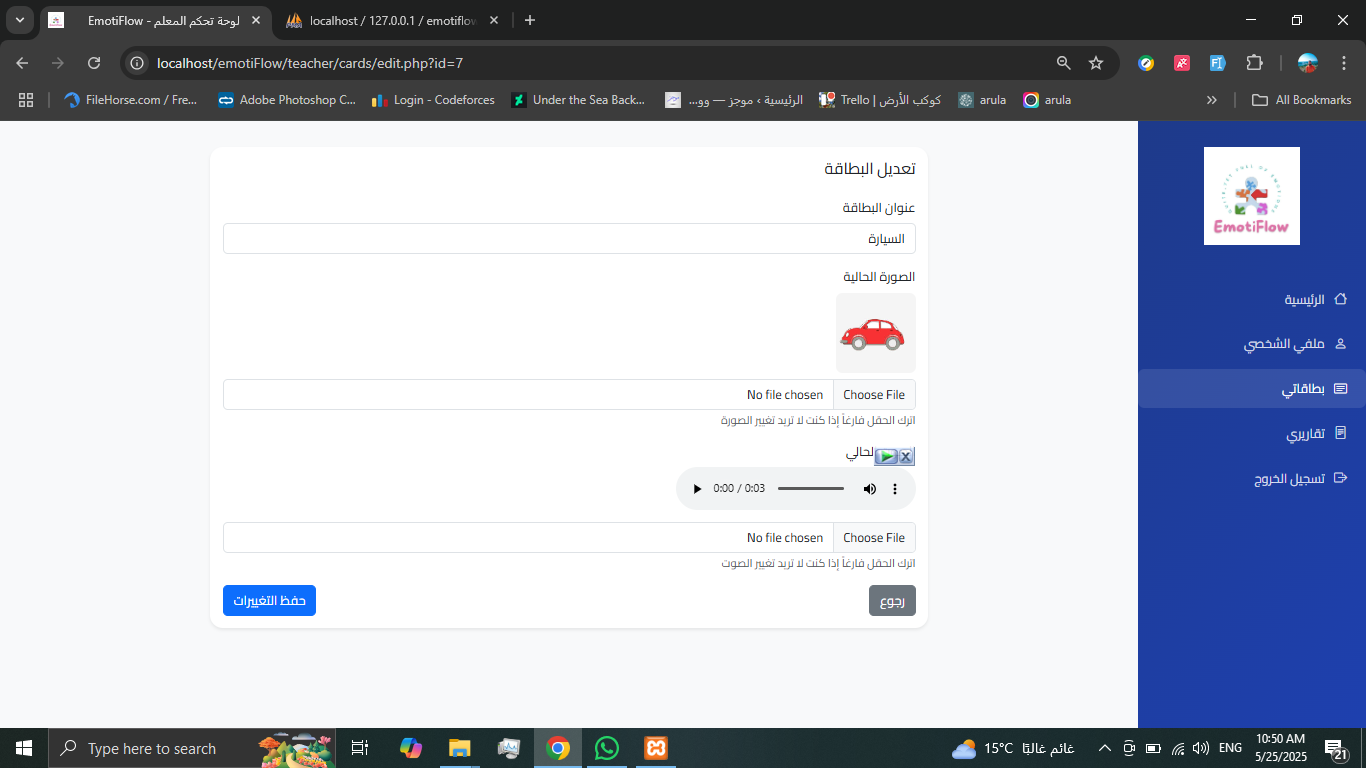 EmotiFlow - لوحة تحكم المعلم
localhost / 127.0.0.1 / emotiflow
localhost/emotiFlow/teacher/cards/edit.php?id=7
FileHorse.com / Fre...
Adobe Photoshop C...
Login - Codeforces
Under the Sea Back...
الرئيسية › موجز — وو...
كوكب الأرض | Trello
arula
arula
All Bookmarks
EmotiFlow
الرئيسية
ملفي الشخصي
بطاقاتي
تقاريري
تسجيل الخروج
تعديل البطاقة
عنوان البطاقة
السيارة
الصورة الحالية
Choose File No file chosen
اترك الحقل فارغاً إذا كنت لا تريد تغيير الصورة
لحالي
0:00 / 0:03
Choose File No file chosen
اترك الحقل فارغاً إذا كنت لا تريد تغيير الصوت
رجوع
حفظ التغييرات
Type here to search
15°C غائم غالبًا
ENG
10:50 AM
5/25/2025
21